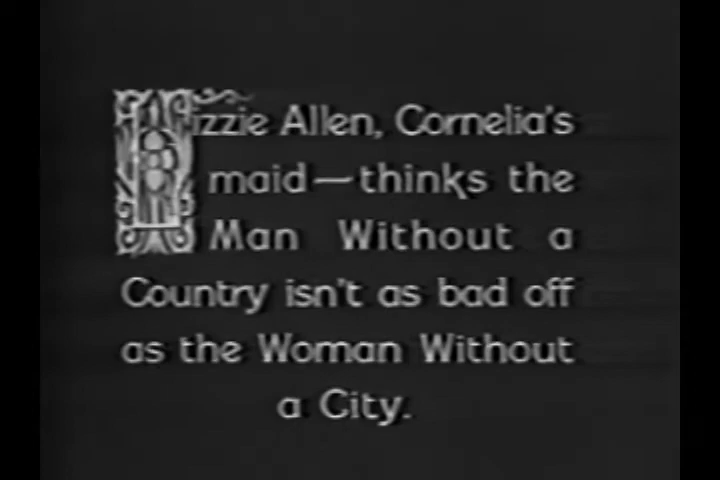 Lizzie Allen, Cornelia's
maid—thinks the
Man Without a
Country isn't as bad off
as the Woman Without
a City.